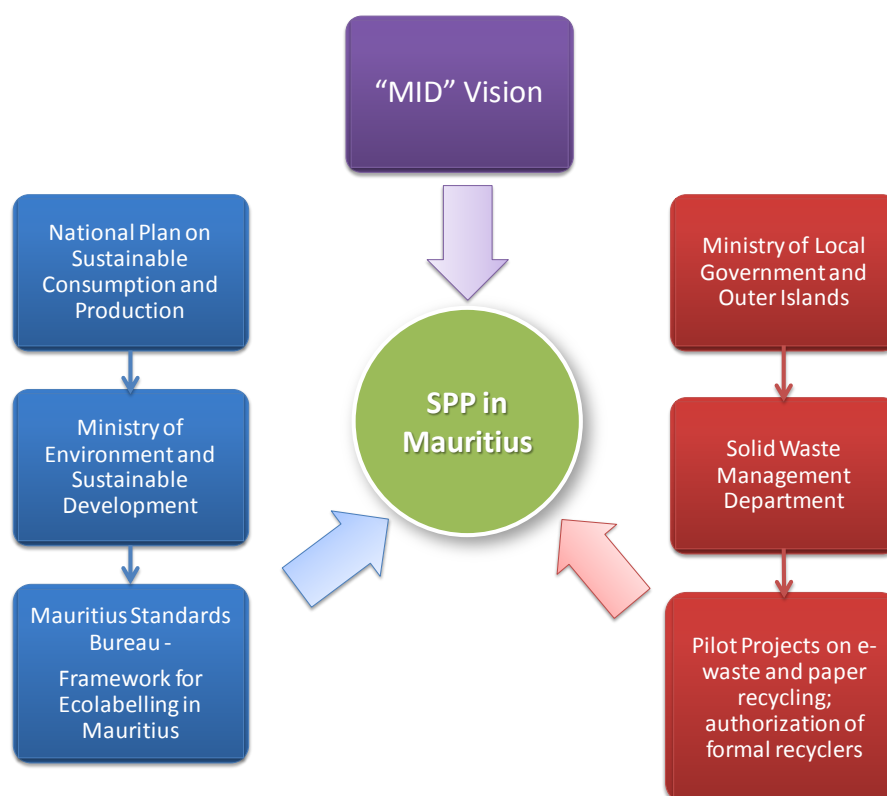 “MID” Vision
National Plan on
Sustainable
Consumption and
Production
Ministry of
Environment and
Sustainable
Development
Mauritius Standards
Bureau -
Framework for
Ecolabelling in
Mauritius
SPP in
Mauritius
Ministry of Local
Government and
Outer Islands
Solid Waste
Management
Department
Pilot Projects on e-
waste and paper
recycling;
authorization of
formal recyclers